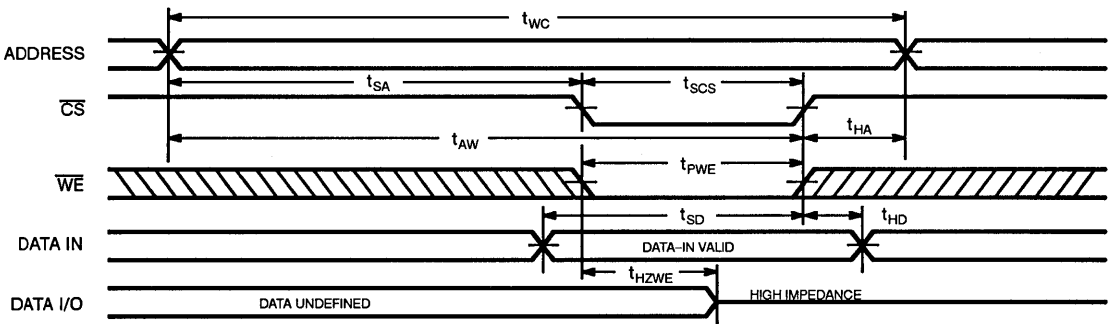 tWC
ADDRESS
tSA
tSCS
CS
tAW
tHA
WE
tPWE
tSD
tHD
DATA IN
DATA–IN VALID
tHZWE
DATA I/O
DATA UNDEFINED
HIGH IMPEDANCE